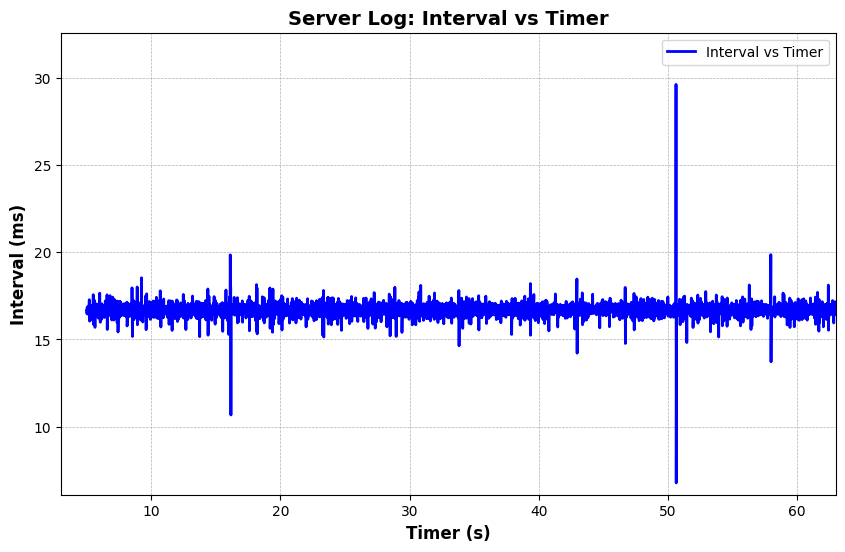 Server Log: Interval vs Timer
Interval vs Timer
30
25
20
15
10
Interval (ms)
10 20 30 40 50 60
Timer (s)